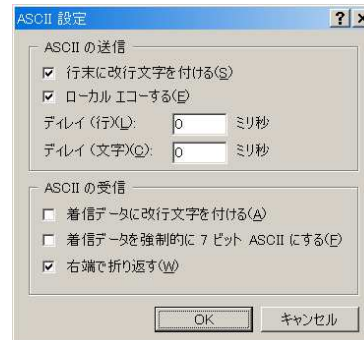 ASCII 設定
ASCII の送信
行末に改行文字を付ける(S)
ローカル エコーする(E)
ディレイ (行)(L): 0 ミリ秒
ディレイ (文字)(C): 0 ミリ秒
ASCII の受信
着信データに改行文字を付ける(A)
着信データを強制的に 7 ビット ASCII にする(F)
右端で折り返す(W)
OK キャンセル